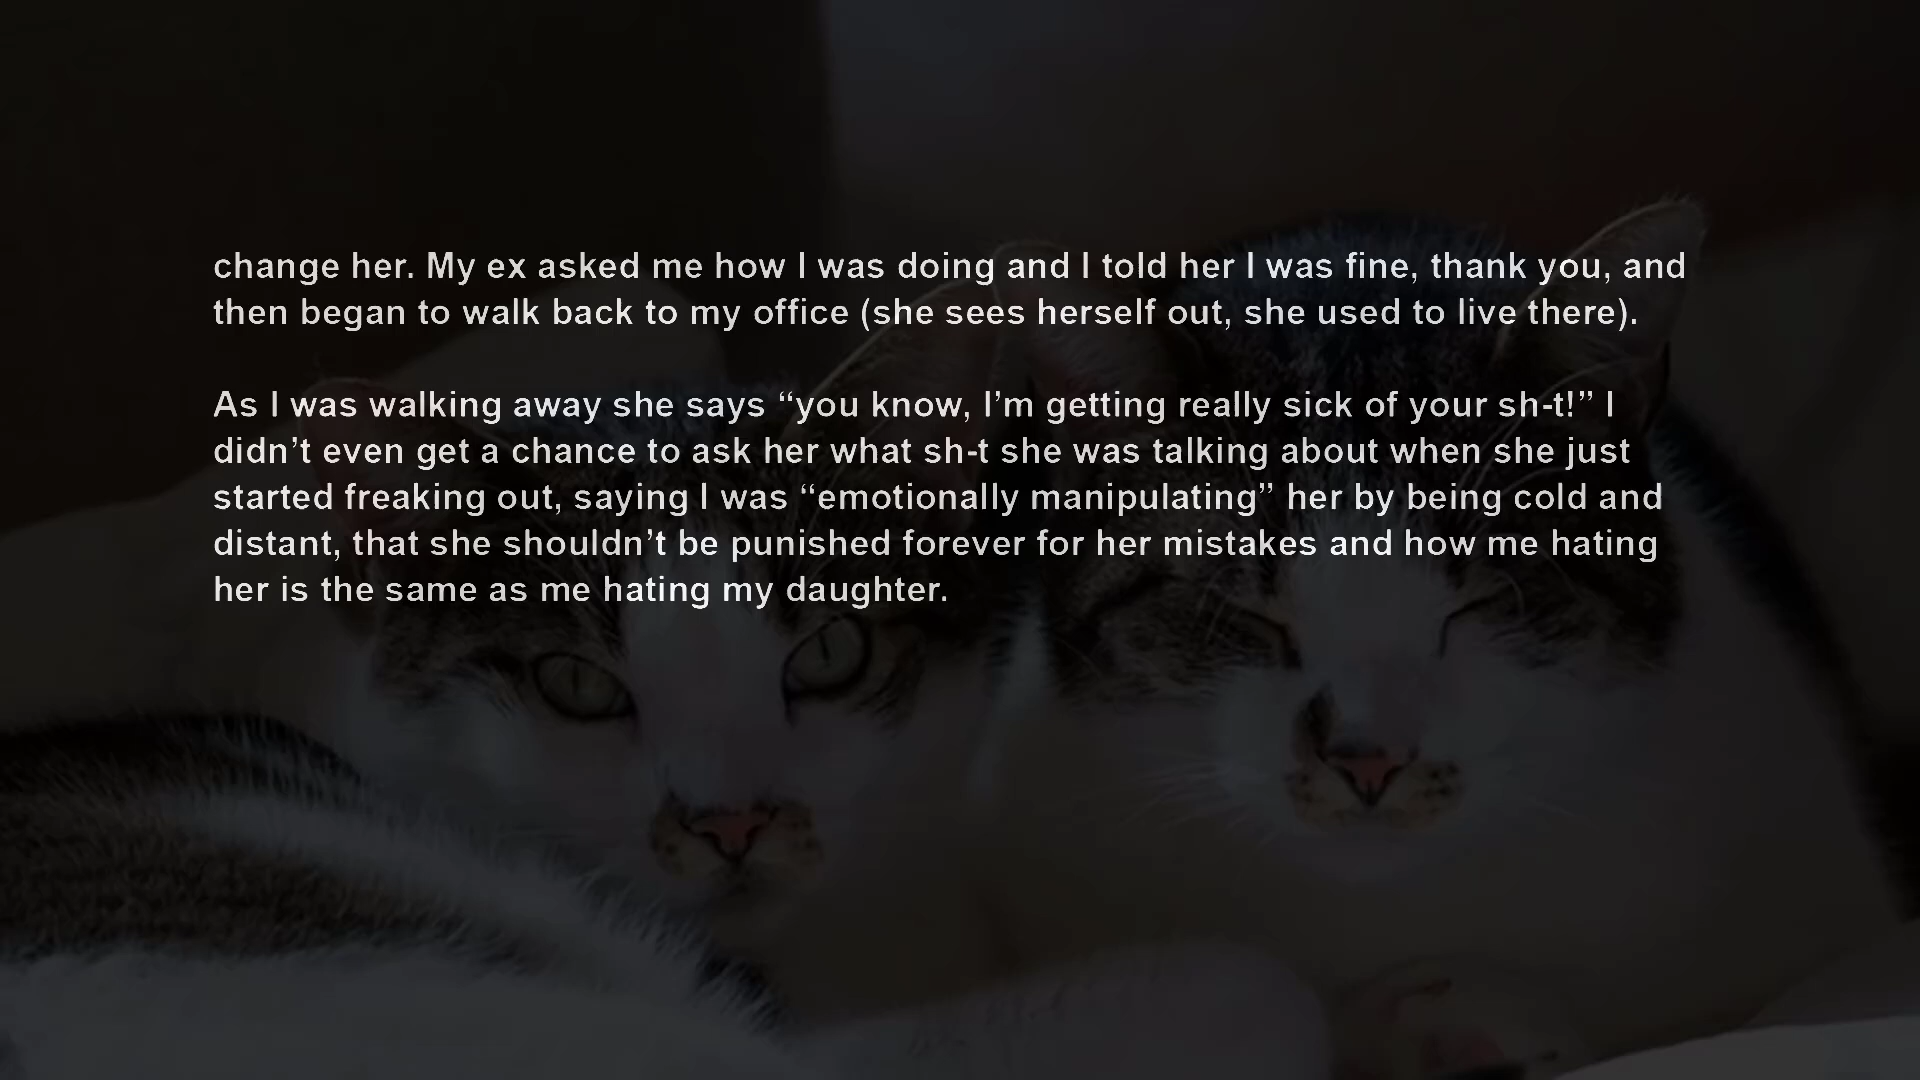 change her. My ex asked me how I was doing and I told her I was fine, thank you, and
then began to walk back to my office (she sees herself out, she used to live there).
As I was walking away she says “you know, I’m getting really sick of your sh-t!” I
didn’t even get a chance to ask her what sh-t she was talking about when she just
started freaking out, saying I was “emotionally manipulating” her by being cold and
distant, that she shouldn’t be punished forever for her mistakes and how me hating
her is the same as me hating my daughter.